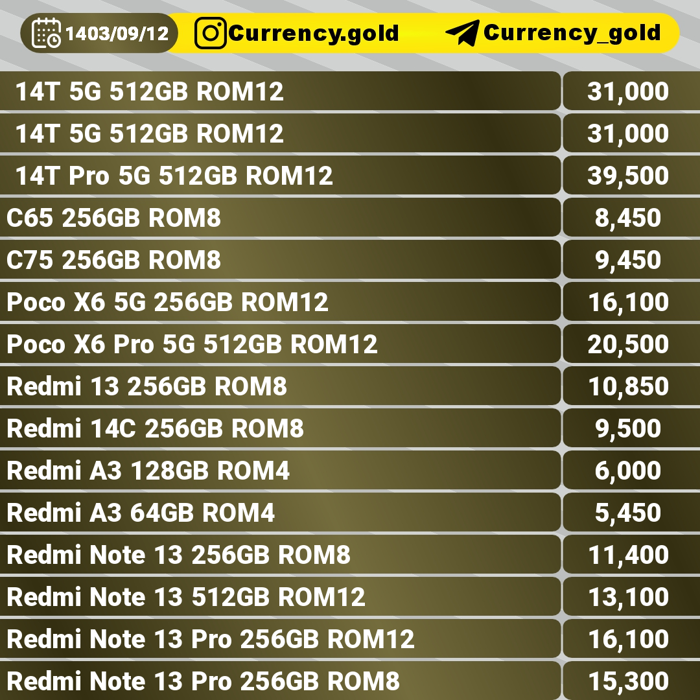 1403/09/12 Currency.gold Currency_gold
14T 5G 512GB ROM12 31,000
14T 5G 512GB ROM12 31,000
14T Pro 5G 512GB ROM12 39,500
C65 256GB ROM8 8,450
C75 256GB ROM8 9,450
Poco X6 5G 256GB ROM12 16,100
Poco X6 Pro 5G 512GB ROM12 20,500
Redmi 13 256GB ROM8 10,850
Redmi 14C 256GB ROM8 9,500
Redmi A3 128GB ROM4 6,000
Redmi A3 64GB ROM4 5,450
Redmi Note 13 256GB ROM8 11,400
Redmi Note 13 512GB ROM12 13,100
Redmi Note 13 Pro 256GB ROM12 16,100
Redmi Note 13 Pro 256GB ROM8 15,300